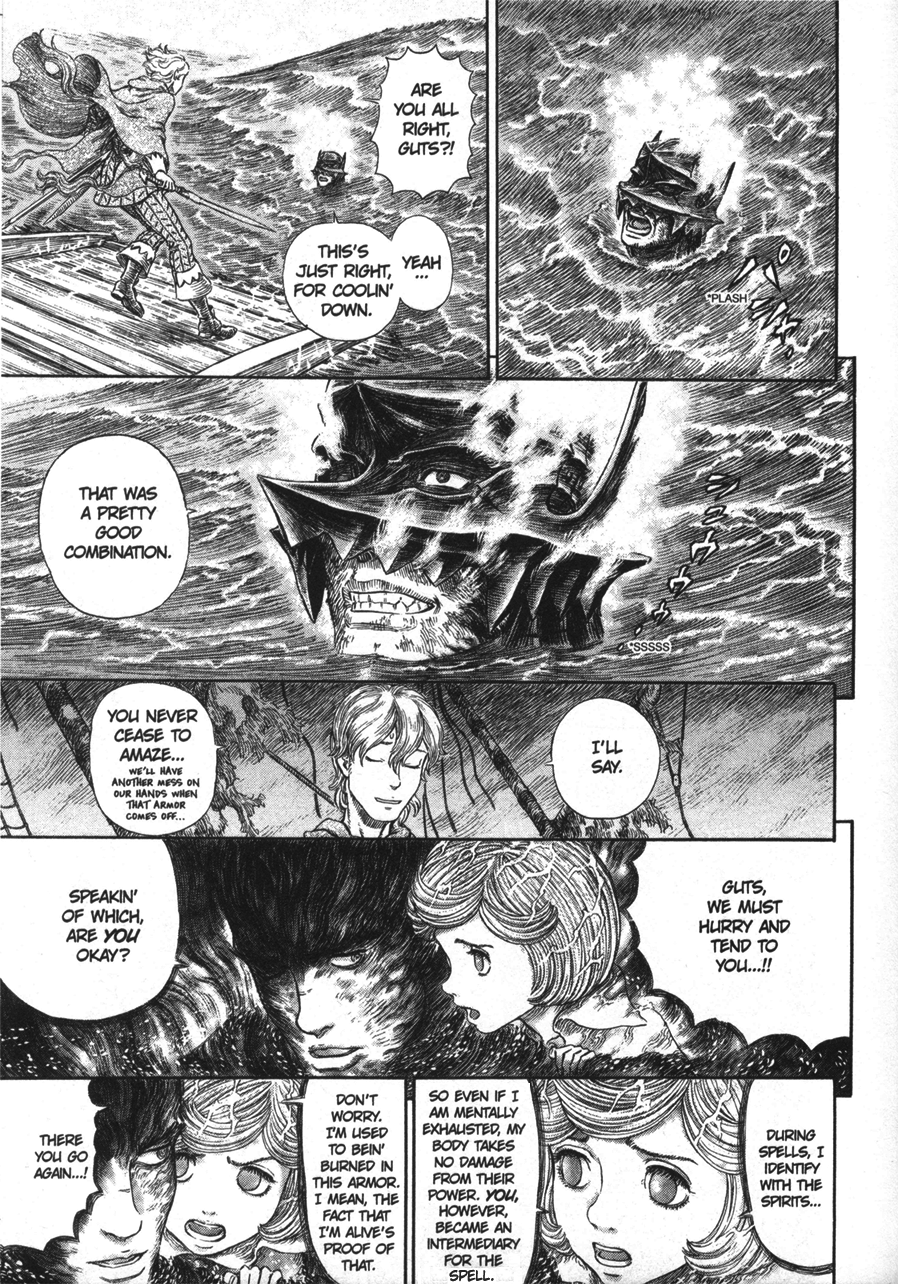 *PLASH
ARE
YOU ALL
RIGHT,
GUTS?!
YEAH
...
THIS'S
JUST RIGHT,
FOR COOLIN'
DOWN.
THAT WAS
A PRETTY
GOOD
COMBINATION.
*SSSSS
I'LL
SAY.
YOU NEVER
CEASE TO
AMAZE...
WE'LL HAVE
ANOTHER MESS ON
OUR HANDS WHEN
THAT ARMOR
COMES OFF...
GUTS,
WE MUST
HURRY AND
TEND TO
YOU...!!
SPEAKIN'
OF WHICH,
ARE YOU
OKAY?
DURING
SPELLS, I
IDENTIFY
WITH THE
SPIRITS...
SO EVEN IF I
AM MENTALLY
EXHAUSTED, MY
BODY TAKES
NO DAMAGE
FROM THEIR
POWER. YOU,
HOWEVER,
BECAME AN
INTERMEDIARY
FOR THE
SPELL.
DON'T
WORRY.
I'M USED
TO BEIN'
BURNED IN
THIS ARMOR.
I MEAN, THE
FACT THAT
I'M ALIVE'S
PROOF OF
THAT.
THERE
YOU GO
AGAIN...!